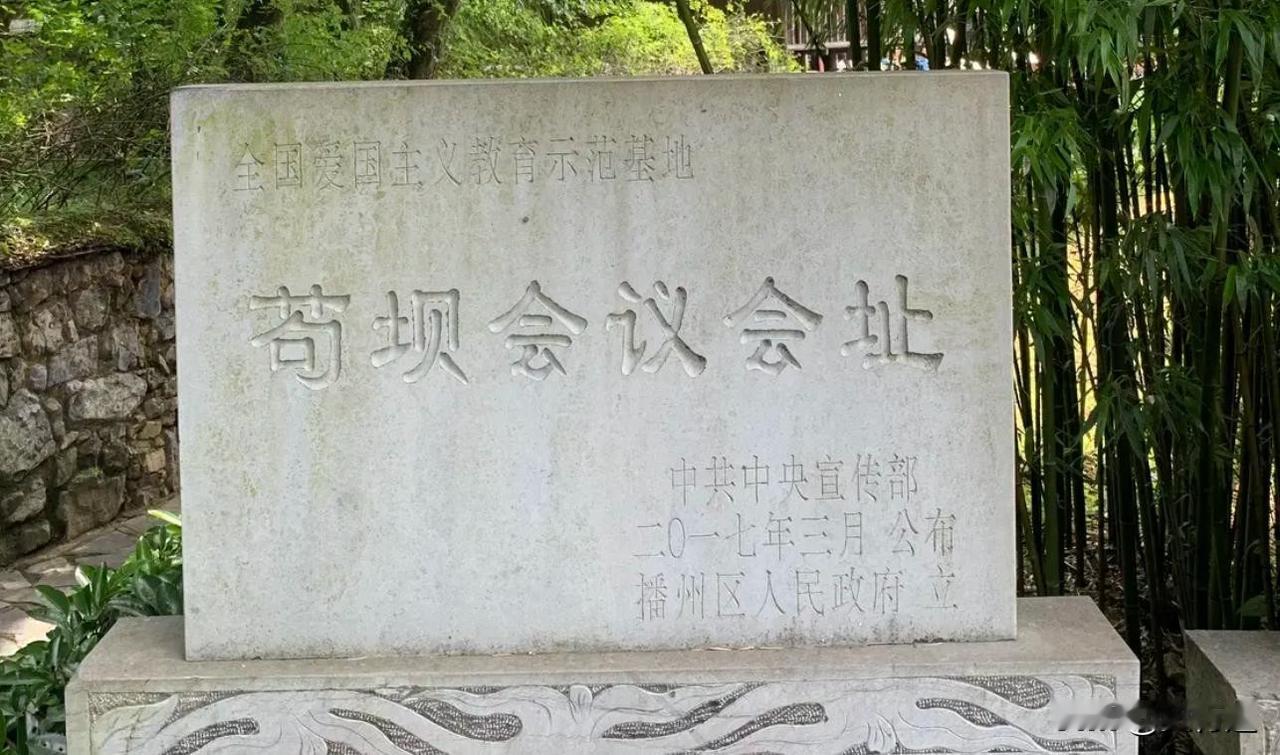 全国爱国主义教育示范基地
苟坝会议会址
中共中央宣传部
二〇一七年三月 公布
播州区人民政府 立